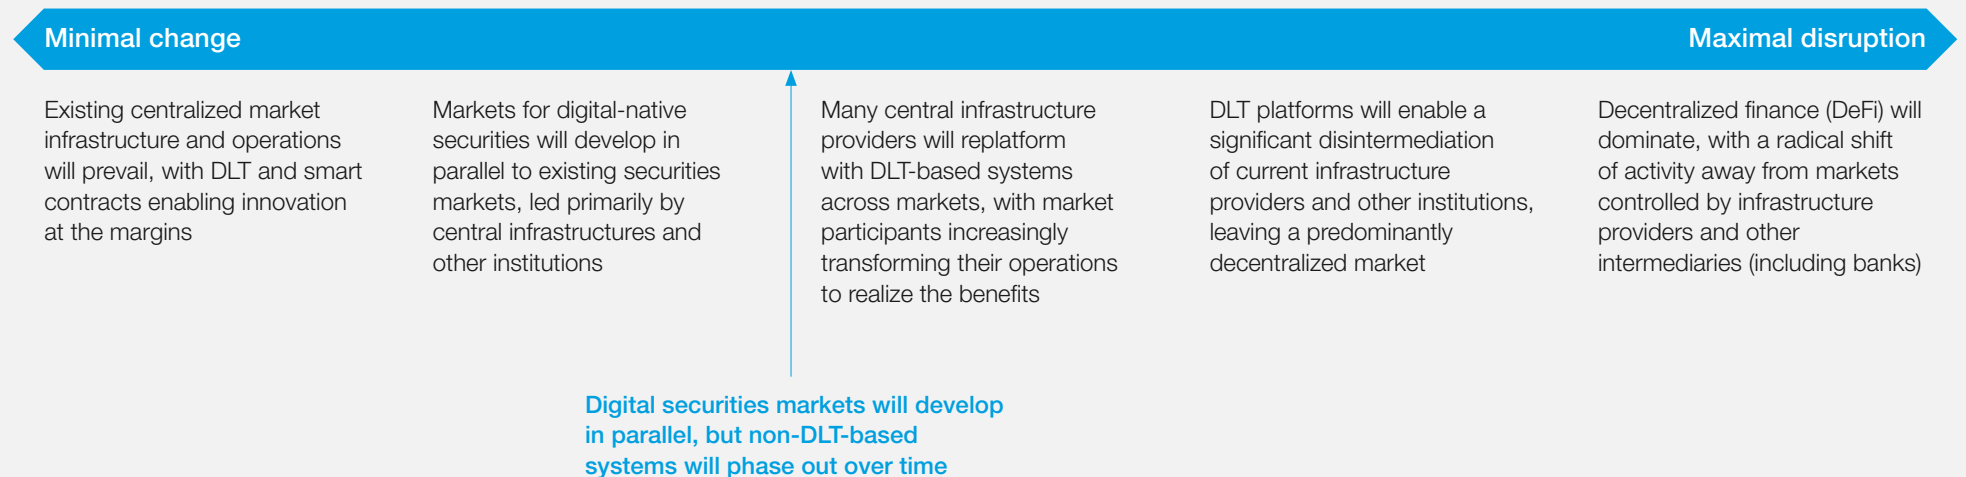 Minimal change
Maximal disruption
Existing centralized market
infrastructure and operations
will prevail, with DLT and smart
contracts enabling innovation
at the margins
Markets for digital-native
securities will develop in
parallel to existing securities
markets, led primarily by
central infrastructures and
other institutions
Many central infrastructure
providers will replatform
with DLT-based systems
across markets, with market
participants increasingly
transforming their operations
to realize the benefits
DLT platforms will enable a
significant disintermediation
of current infrastructure
providers and other institutions,
leaving a predominantly
decentralized market
Decentralized finance (DeFi) will
dominate, with a radical shift
of activity away from markets
controlled by infrastructure
providers and other
intermediaries (including banks)
Digital securities markets will develop
in parallel, but non-DLT-based
systems will phase out over time